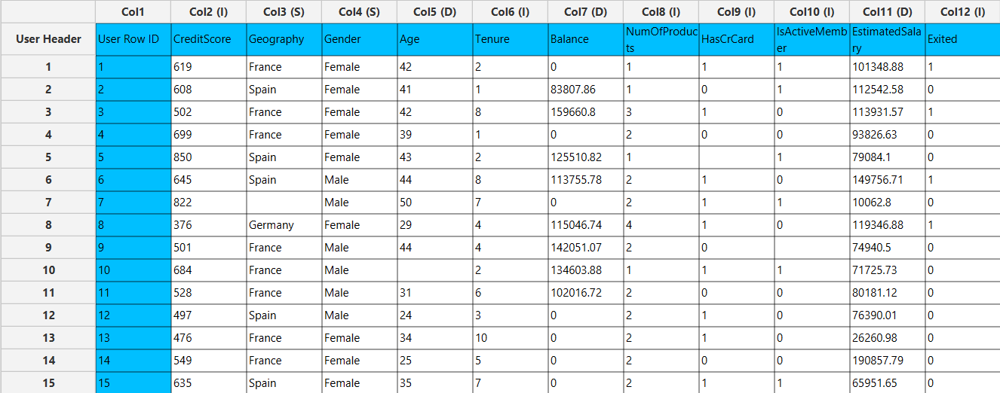 Col1 Col2 (I) Col3 (S) Col4 (S) Col5 (D) Col6 (I) Col7 (D) Col8 (I) Col9 (I) Col10 (I) Col11 (D) Col12 (I)
User Header User Row ID CreditScore Geography Gender Age Tenure Balance NumOfProducts HasCrCard IsActiveMember EstimatedSalary Exited
1 1 619 France Female 42 2 0 1 1 1 101348.88 1
2 2 608 Spain Female 41 1 83807.86 1 0 1 112542.58 0
3 3 502 France Female 42 8 159660.8 3 1 0 113931.57 1
4 4 699 France Female 39 1 0 2 0 0 93826.63 0
5 5 850 Spain Female 43 2 125510.82 1 1 79084.1 0
6 6 645 Spain Male 44 8 113755.78 2 1 0 149756.71 1
7 7 822 Male 50 7 0 2 1 1 10062.8 0
8 8 376 Germany Female 29 4 115046.74 4 1 0 119346.88 1
9 9 501 France Male 44 4 142051.07 2 0 74940.5 0
10 10 684 France Male 2 134603.88 1 1 1 71725.73 0
11 11 528 France Male 31 6 102016.72 2 0 0 80181.12 0
12 12 497 Spain Male 24 3 0 2 1 0 76390.01 0
13 13 476 France Female 34 10 0 2 1 0 26260.98 0
14 14 549 France Female 25 5 0 2 0 0 190857.79 0
15 15 635 Spain Female 35 7 0 2 1 1 65951.65 0